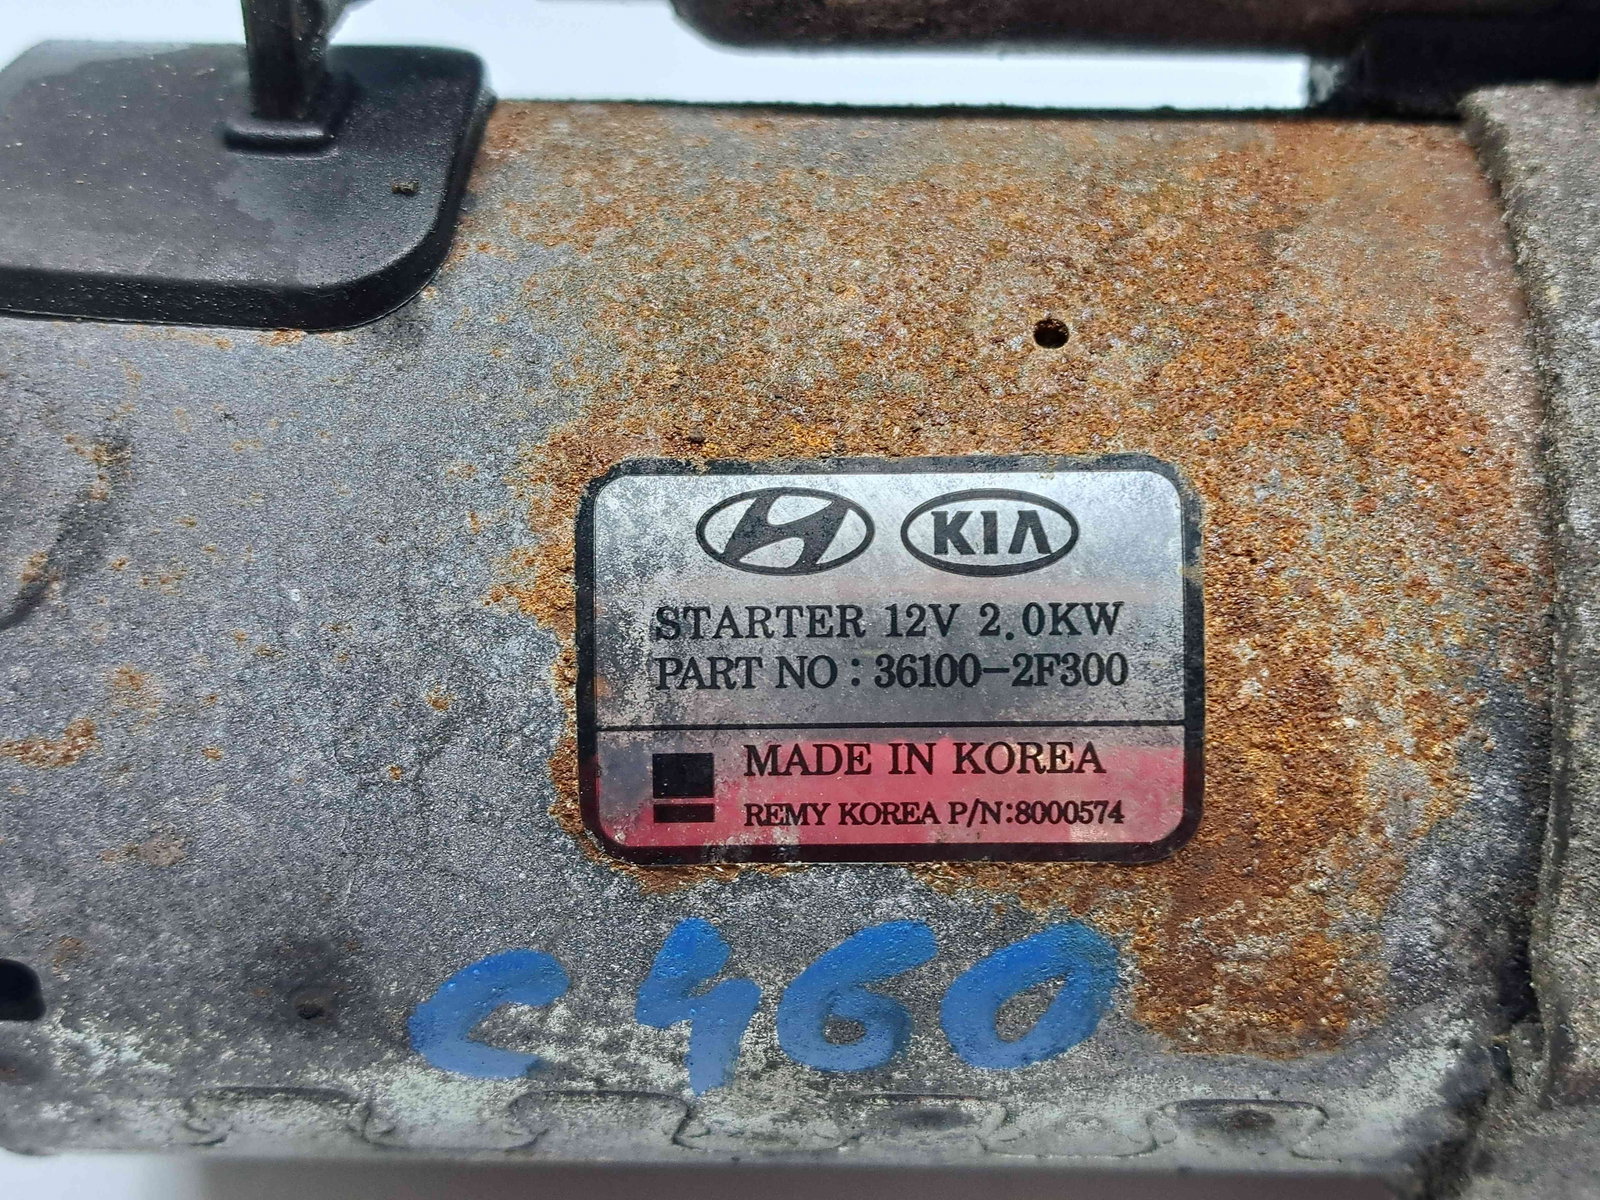 KIA
STARTER 12V 2.0KW
PART NO : 36100-2F300
MADE IN KOREA
REMY KOREA P/N:8000574
C460